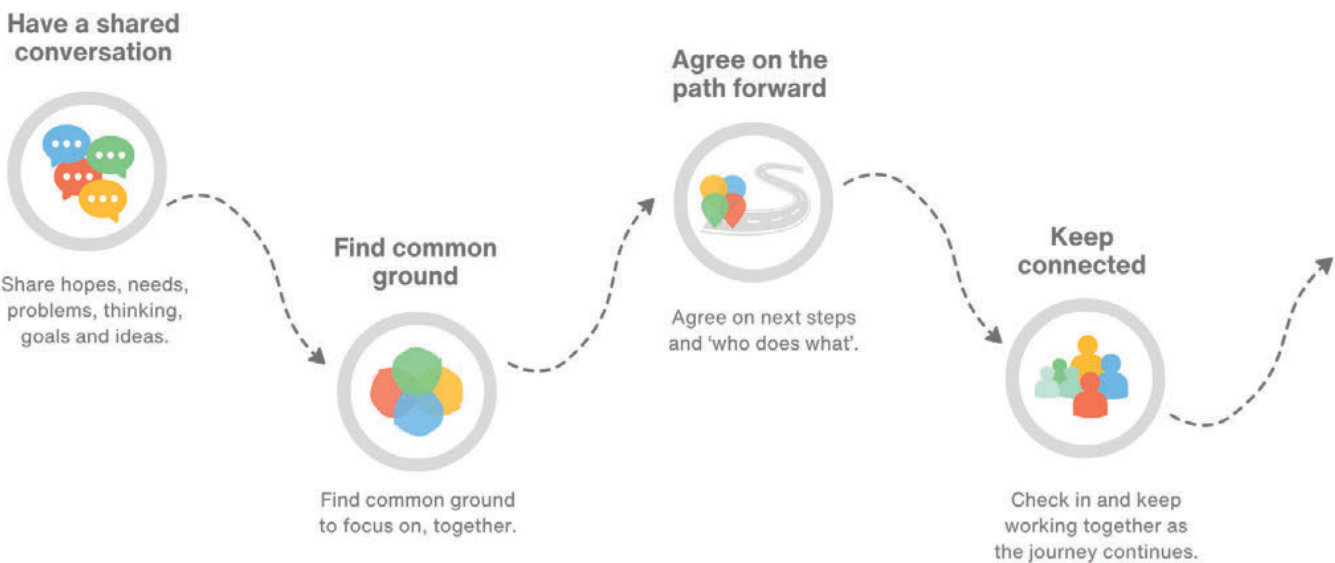 Have a shared
conversation
Share hopes, needs,
problems, thinking,
goals and ideas.
Find common
ground
Find common ground
to focus on, together.
Agree on the
path forward
Agree on next steps
and ‘who does what’.
Keep
connected
Check in and keep
working together as
the journey continues.